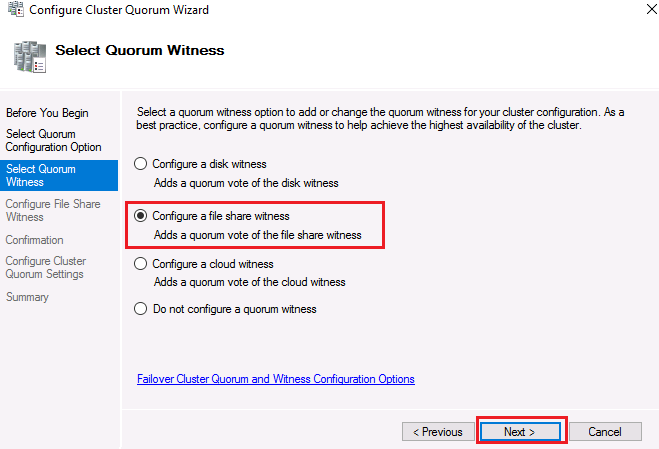 Configure Cluster Quorum Wizard
Select Quorum Witness
Before You Begin
Select Quorum
Configuration Option
Select Quorum
Witness
Configure File Share
Witness
Confirmation
Configure Cluster
Quorum Settings
Summary
Select a quorum witness option to add or change the quorum witness for your cluster configuration. As a
best practice, configure a quorum witness to help achieve the highest availability of the cluster.
Configure a disk witness
Adds a quorum vote of the disk witness
Configure a file share witness
Adds a quorum vote of the file share witness
Configure a cloud witness
Adds a quorum vote of the cloud witness
Do not configure a quorum witness
Failover Cluster Quorum and Witness Configuration Options
< Previous
Next >
Cancel